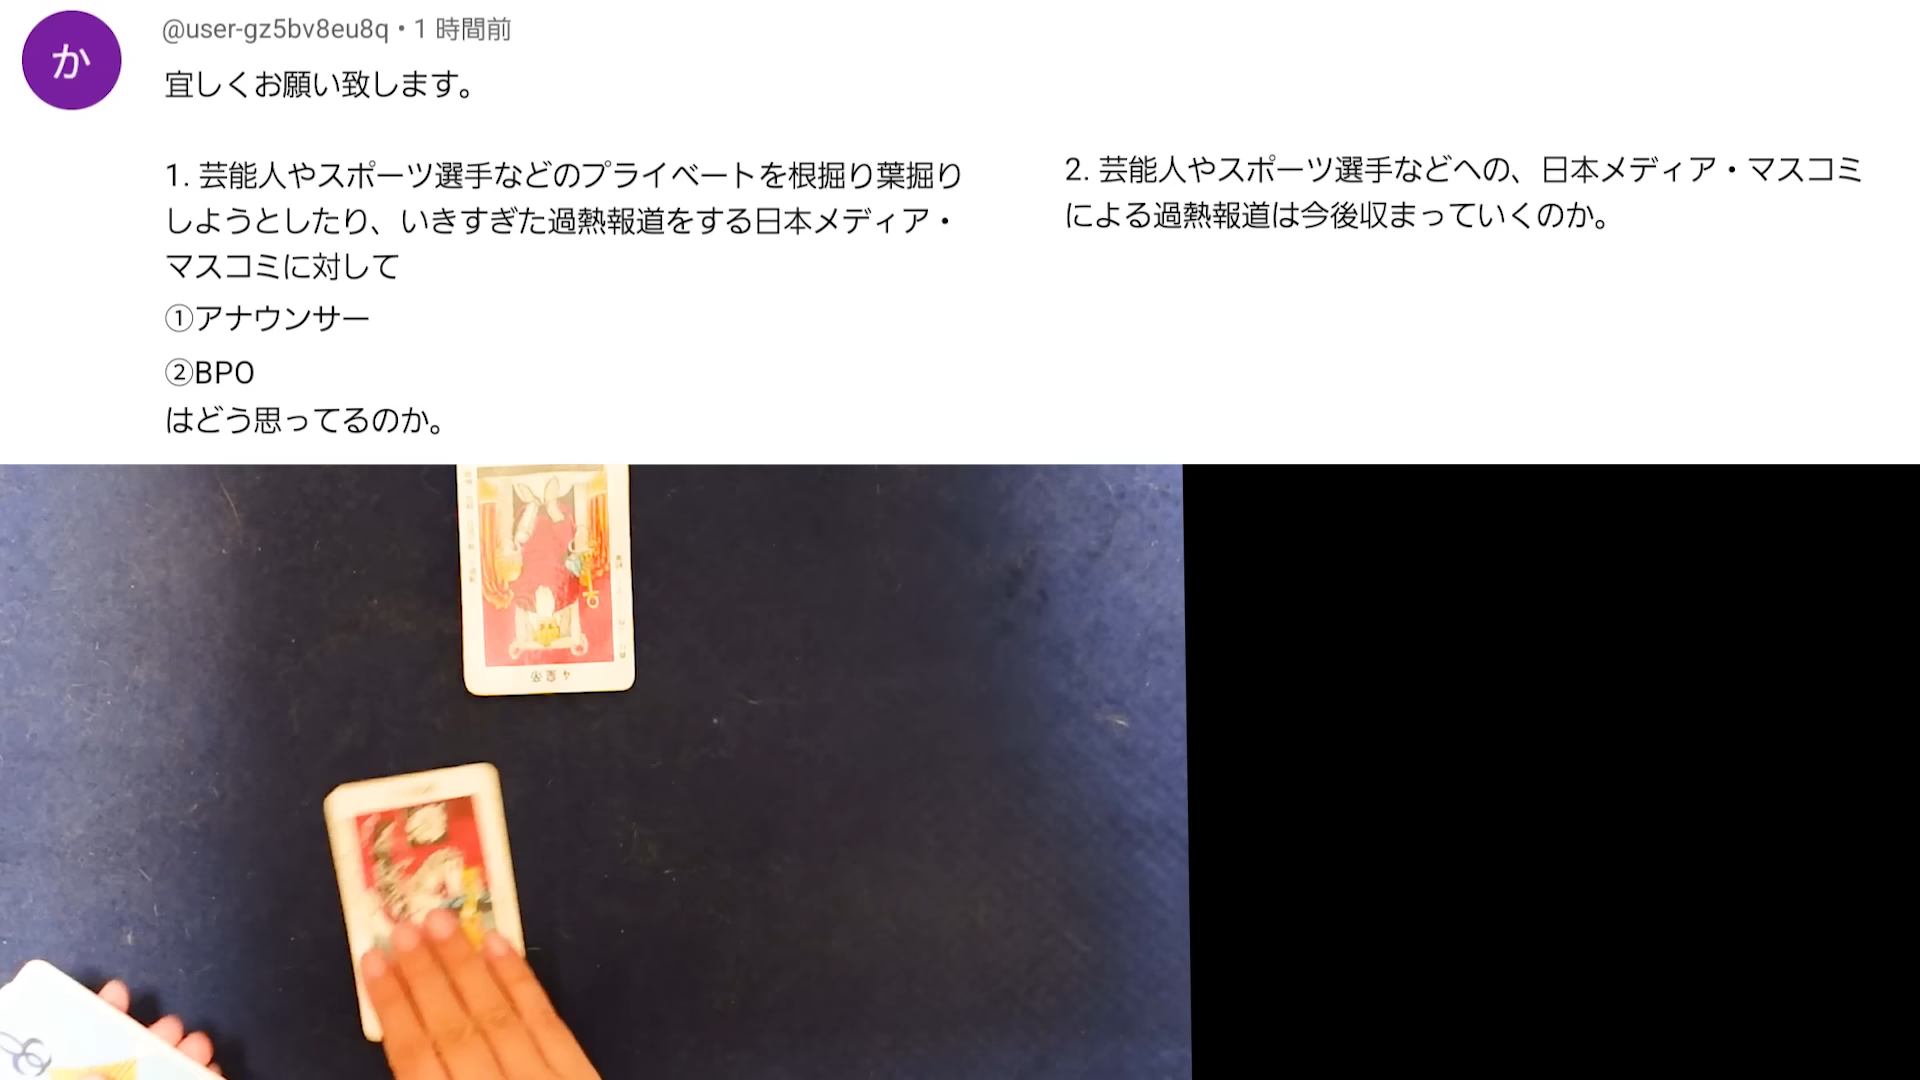 か
@user-gz5bv8eu8q • 1 時間前
宜しくお願い致します。
1. 芸能人やスポーツ選手などのプライベートを根掘り葉掘り
しようとしたり、いきすぎた過熱報道をする日本メディア・
マスコミに対して
①アナウンサー
②BPO
はどう思ってるのか。
2. 芸能人やスポーツ選手などへの、日本メディア・マスコミ
による過熱報道は今後収まっていくのか。
4 皇帝